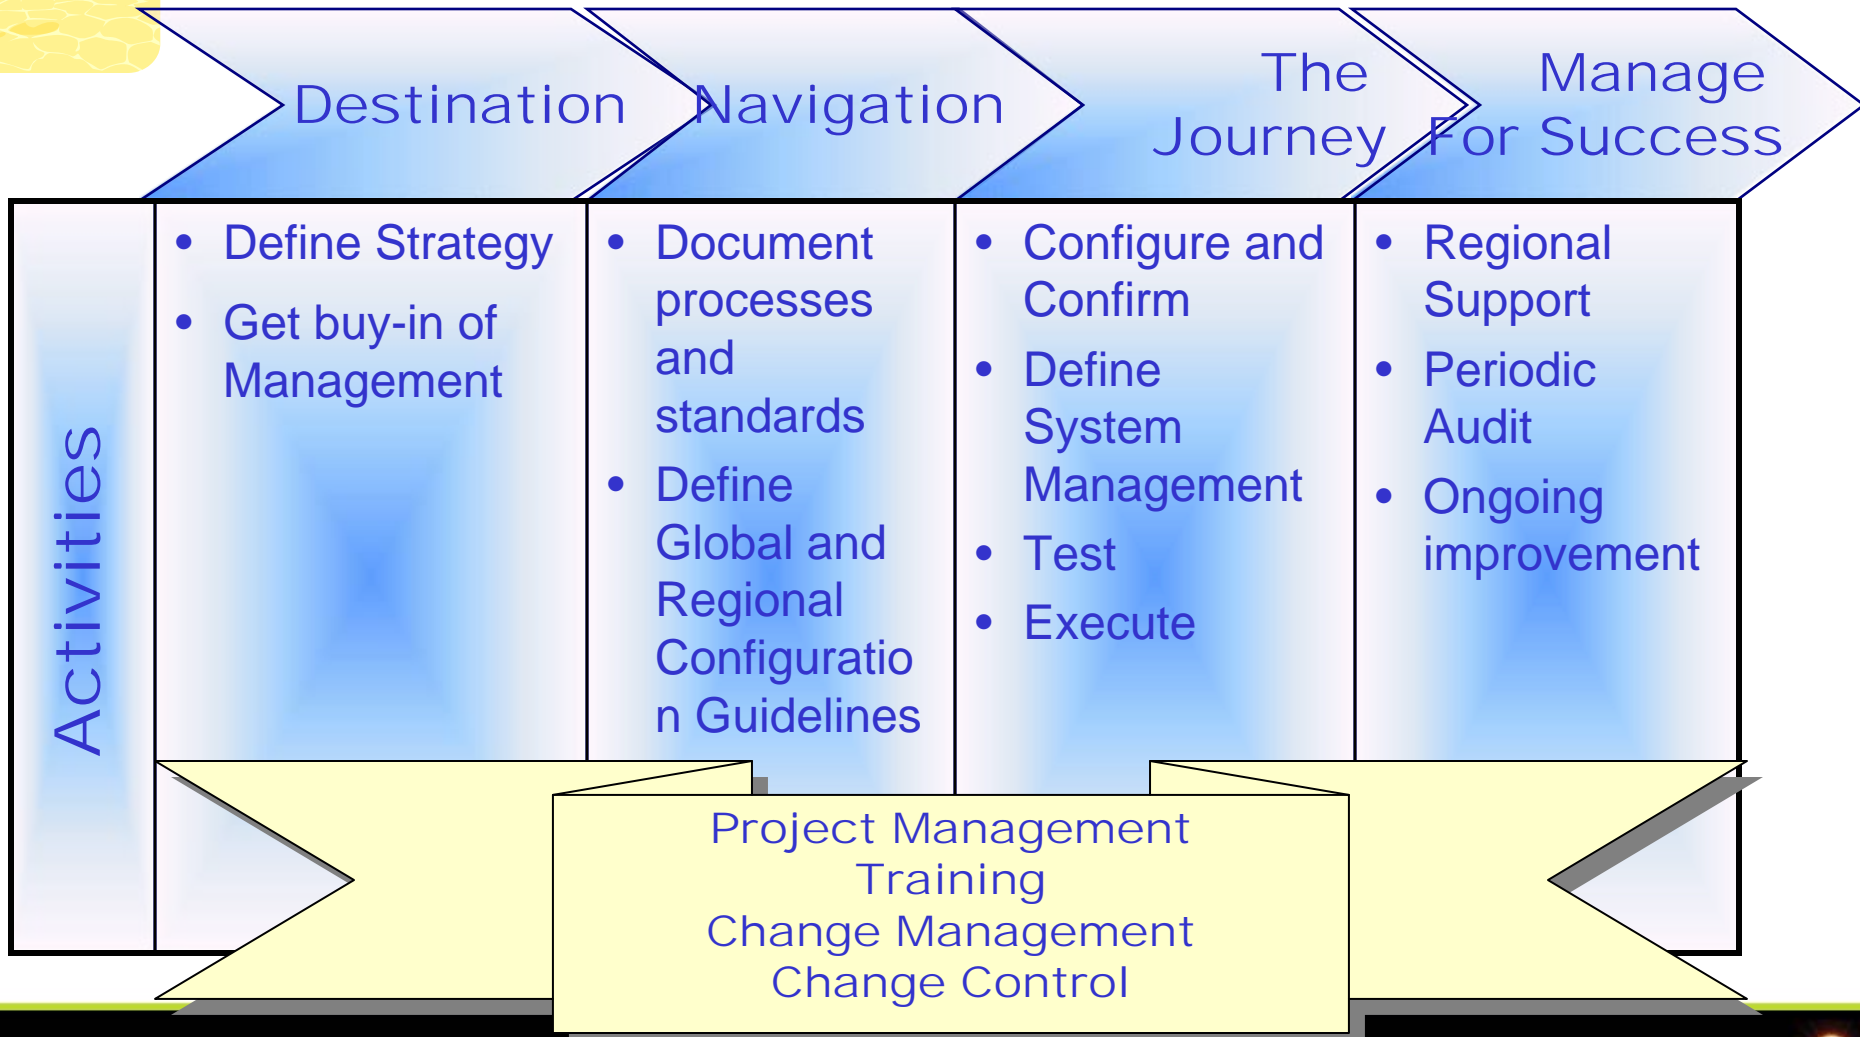 Destination
Navigation
The
Journey
Manage
For Success
Activities
• Define Strategy
• Get buy-in of
Management
• Document
processes
and
standards
• Define
Global and
Regional
Configuratio
n Guidelines
• Configure and
Confirm
• Define
System
Management
• Test
• Execute
• Regional
Support
• Periodic
Audit
• Ongoing
improvement
Project Management
Training
Change Management
Change Control